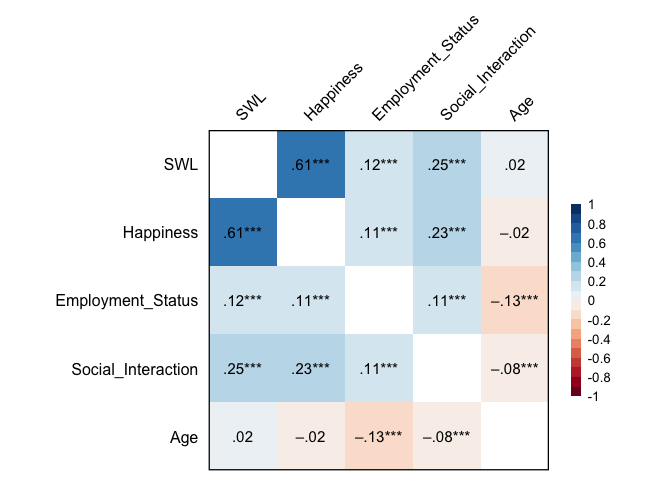 SWL Happiness Employment_Status Social_Interaction Age
SWL .61*** .12*** .25*** .02
Happiness .61*** .11*** .23*** –.02
Employment_Status .12*** .11*** .11*** –.13***
Social_Interaction .25*** .23*** .11*** –.08***
Age .02 –.02 –.13*** –.08***
1
0.8
0.6
0.4
0.2
0
-0.2
-0.4
-0.6
-0.8
-1